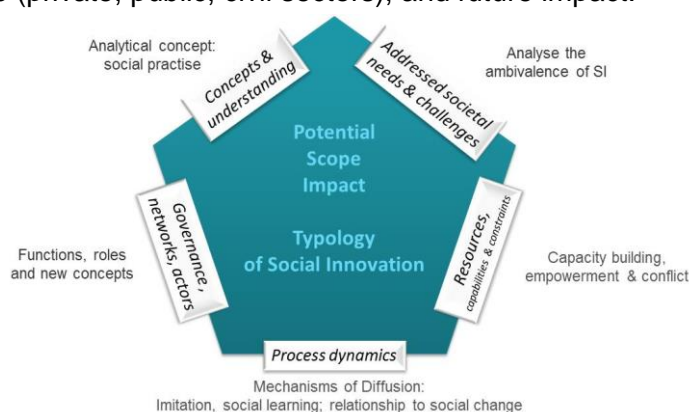 (private, public, civil sectors), and future impact.
Analytical concept:
social practise
Concepts &
understanding
Addressed societal
needs & challenges
Analyse the
ambivalence of SI
Potential
Scope
Impact
Typology
of Social Innovation
Governance ,
networks, actors
Functions, roles
and new concepts
Resources,
capabilities & constraints
Capacity building,
empowerment & conflict
Process dynamics
Mechanisms of Diffusion:
Imitation, social learning; relationship to social change